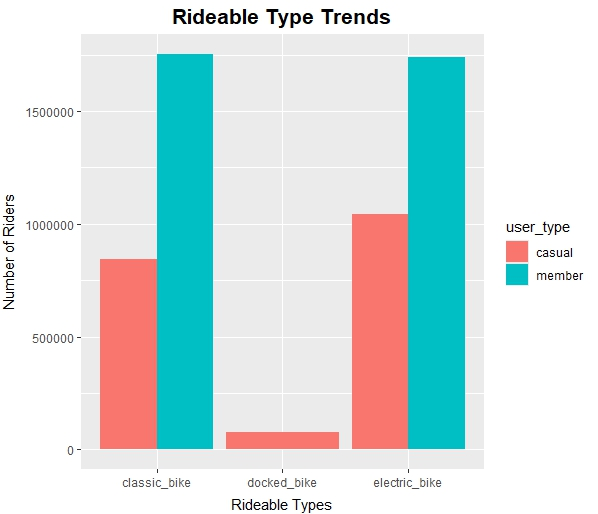 Rideable Type Trends
Number of Riders
1500000
1000000
500000
0
classic_bike
docked_bike
electric_bike
Rideable Types
user_type
casual
member